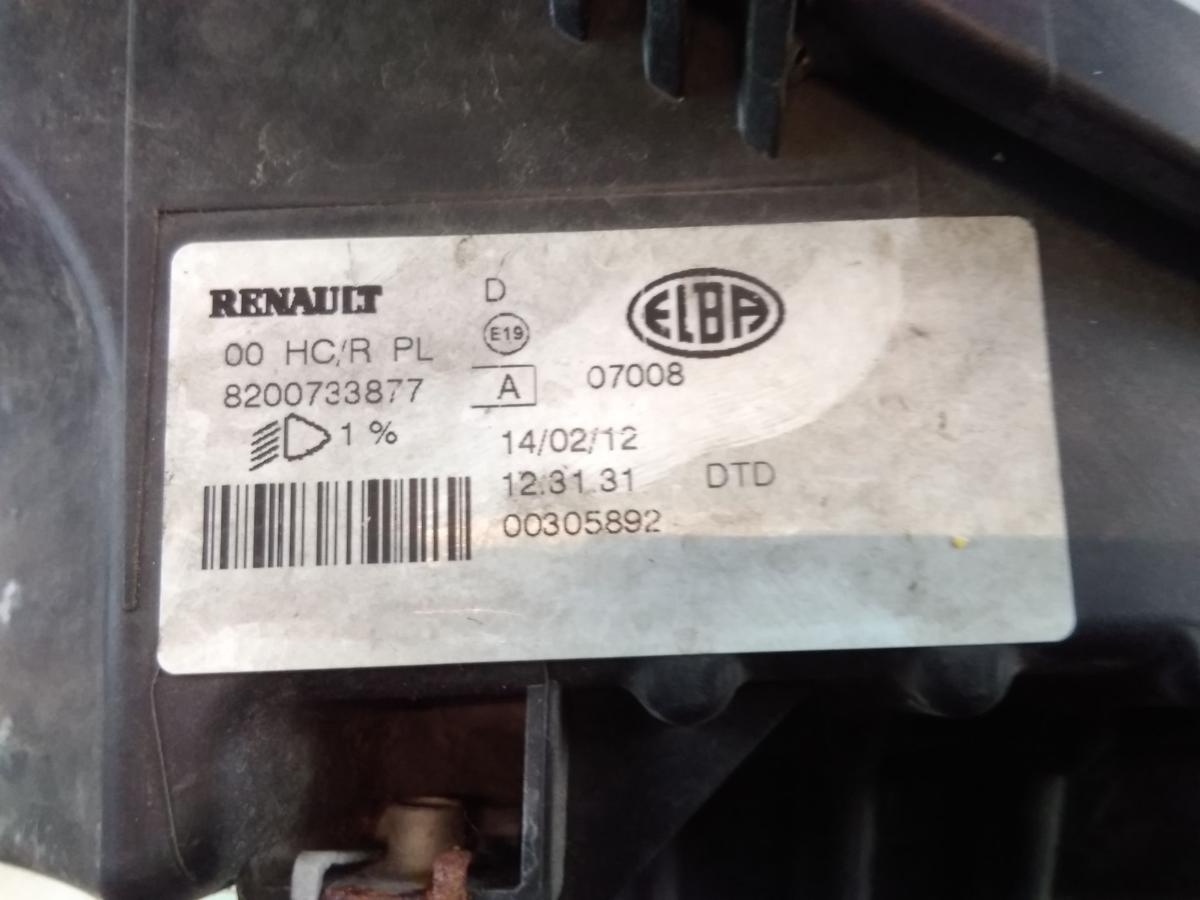 RENAULT
D
ELBA
E19
00 HC/R PL
A
07008
8200733877
1 %
14/02/12
12.31.31
DTD
00305892